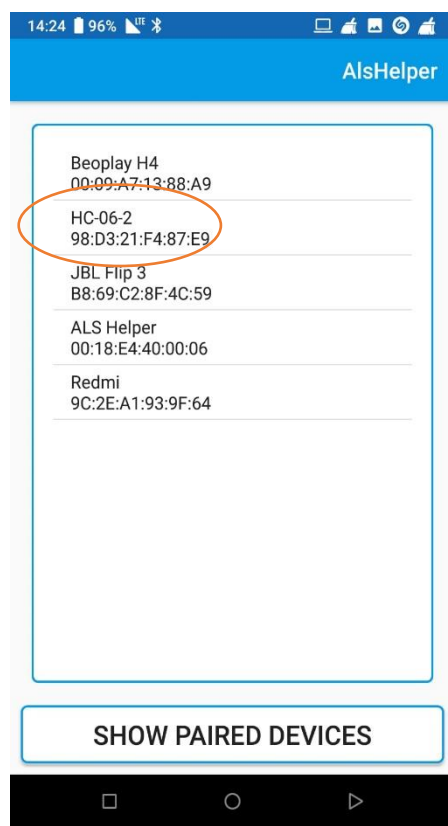 14:24 96% LTE
AlsHelper
Beoplay H4
00:09:A7:13:88:A9
HC-06-2
98:D3:21:F4:87:E9
JBL Flip 3
B8:69:C2:8F:4C:59
ALS Helper
00:18:E4:40:00:06
Redmi
9C:2E:A1:93:9F:64
SHOW PAIRED DEVICES